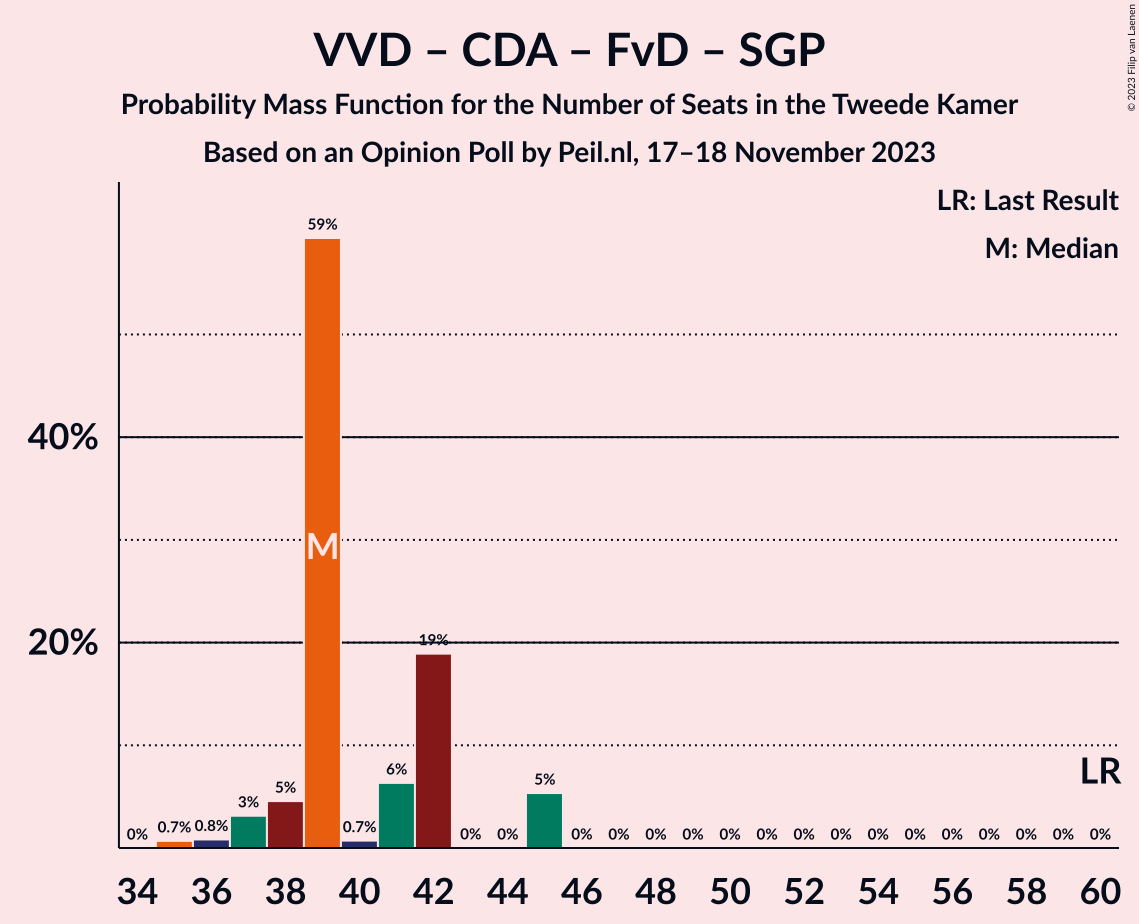 VVD – CDA – FvD – SGP
Probability Mass Function for the Number of Seats in the Tweede Kamer
Based on an Opinion Poll by Peil.nl, 17–18 November 2023
© 2023 Filip van Laenen
LR: Last Result
M: Median
59%
40%
M
20%
19%
LR
6%
5%
5%
3%
0% 0.7% 0.8% 0.7% 0% 0% 0% 0% 0% 0% 0% 0% 0% 0% 0% 0% 0% 0% 0% 0% 0%
34 36 38 40 42 44 46 48 50 52 54 56 58 60